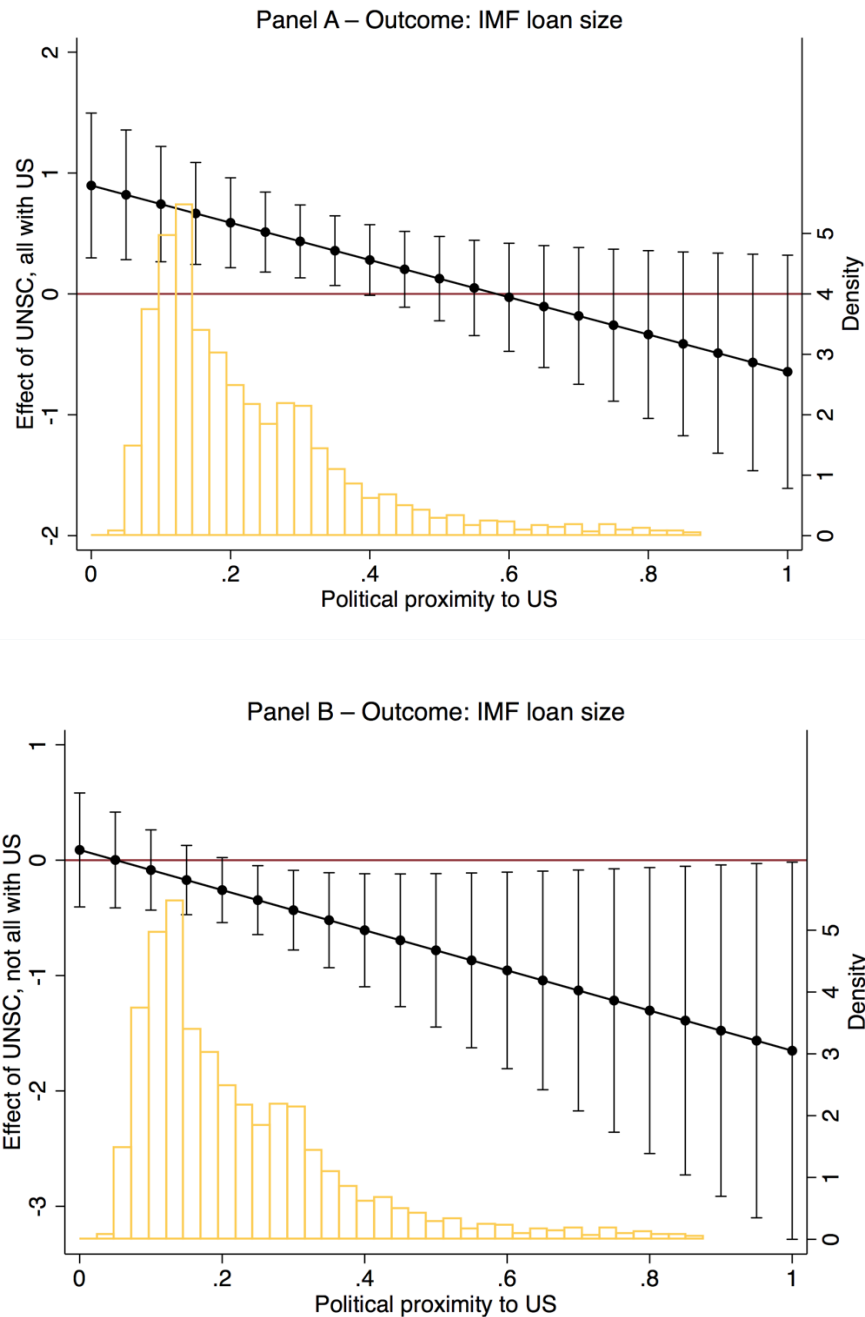 Panel A – Outcome: IMF loan size
Effect of UNSC, all with US
2
1
0
-1
-2
5
4
3
2
1
0
Density
0 .2 .4 .6 .8 1
Political proximity to US
Panel B – Outcome: IMF loan size
Effect of UNSC, not all with US
1
0
-1
-2
-3
5
4
3
2
1
0
Density
0 .2 .4 .6 .8 1
Political proximity to US